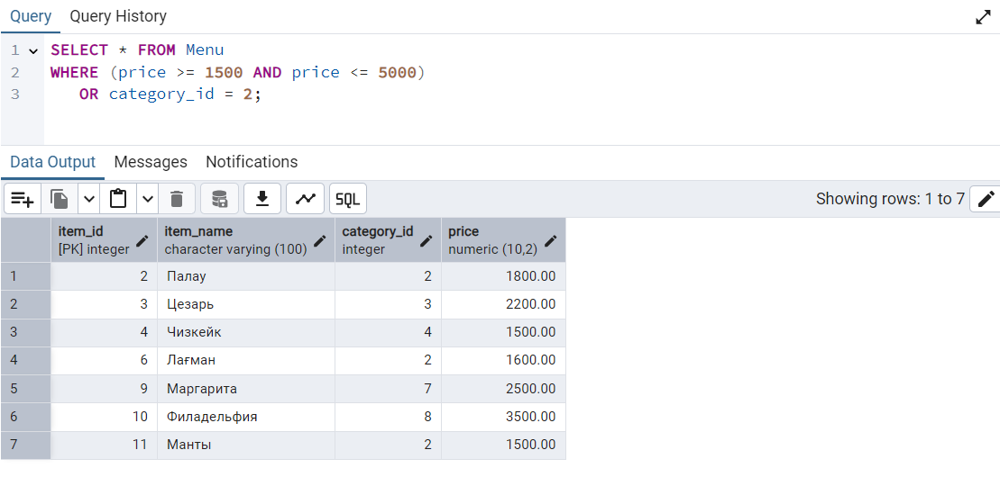 Query Query History
1 SELECT * FROM Menu
2 WHERE (price >= 1500 AND price <= 5000)
3 OR category_id = 2;
Data Output Messages Notifications
SQL Showing rows: 1 to 7
item_id item_name category_id price
[PK] integer character varying (100) integer numeric (10,2)
1 2 Палау 2 1800.00
2 3 Цезарь 3 2200.00
3 4 Чизкейк 4 1500.00
4 6 Лағман 2 1600.00
5 9 Маргарита 7 2500.00
6 10 Филадельфия 8 3500.00
7 11 Манты 2 1500.00